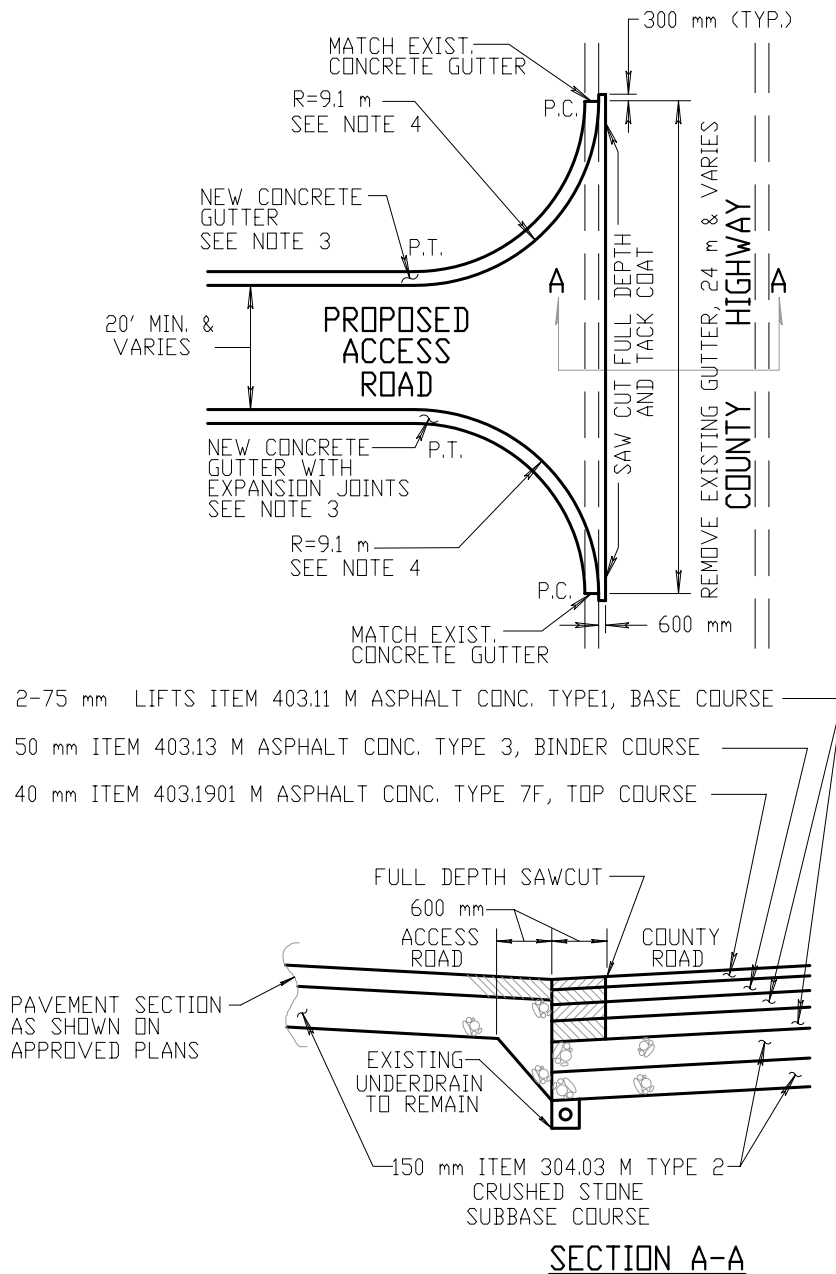 300 mm (TYP.)
MATCH EXIST.
CONCRETE GUTTER
R=9.1 m
SEE NOTE 4
P.C.
NEW CONCRETE
GUTTER
SEE NOTE 3
P.T.
A
A
20' MIN. &
VARIES
PROPOSED
ACCESS
ROAD
SAW CUT FULL DEPTH
AND TACK COAT
REMOVE EXISTING GUTTER, 24 m & VARIES
COUNTY HIGHWAY
NEW CONCRETE
GUTTER WITH
EXPANSION JOINTS
SEE NOTE 3
P.T.
R=9.1 m
SEE NOTE 4
P.C.
MATCH EXIST.
CONCRETE GUTTER
600 mm
2-75 mm LIFTS ITEM 403.11 M ASPHALT CONC. TYPE1, BASE COURSE
50 mm ITEM 403.13 M ASPHALT CONC. TYPE 3, BINDER COURSE
40 mm ITEM 403.1901 M ASPHALT CONC. TYPE 7F, TOP COURSE
FULL DEPTH SAWCUT
600 mm
ACCESS
ROAD
COUNTY
ROAD
PAVEMENT SECTION
AS SHOWN ON
APPROVED PLANS
EXISTING
UNDERDRAIN
TO REMAIN
150 mm ITEM 304.03 M TYPE 2
CRUSHED STONE
SUBBASE COURSE
SECTION A-A